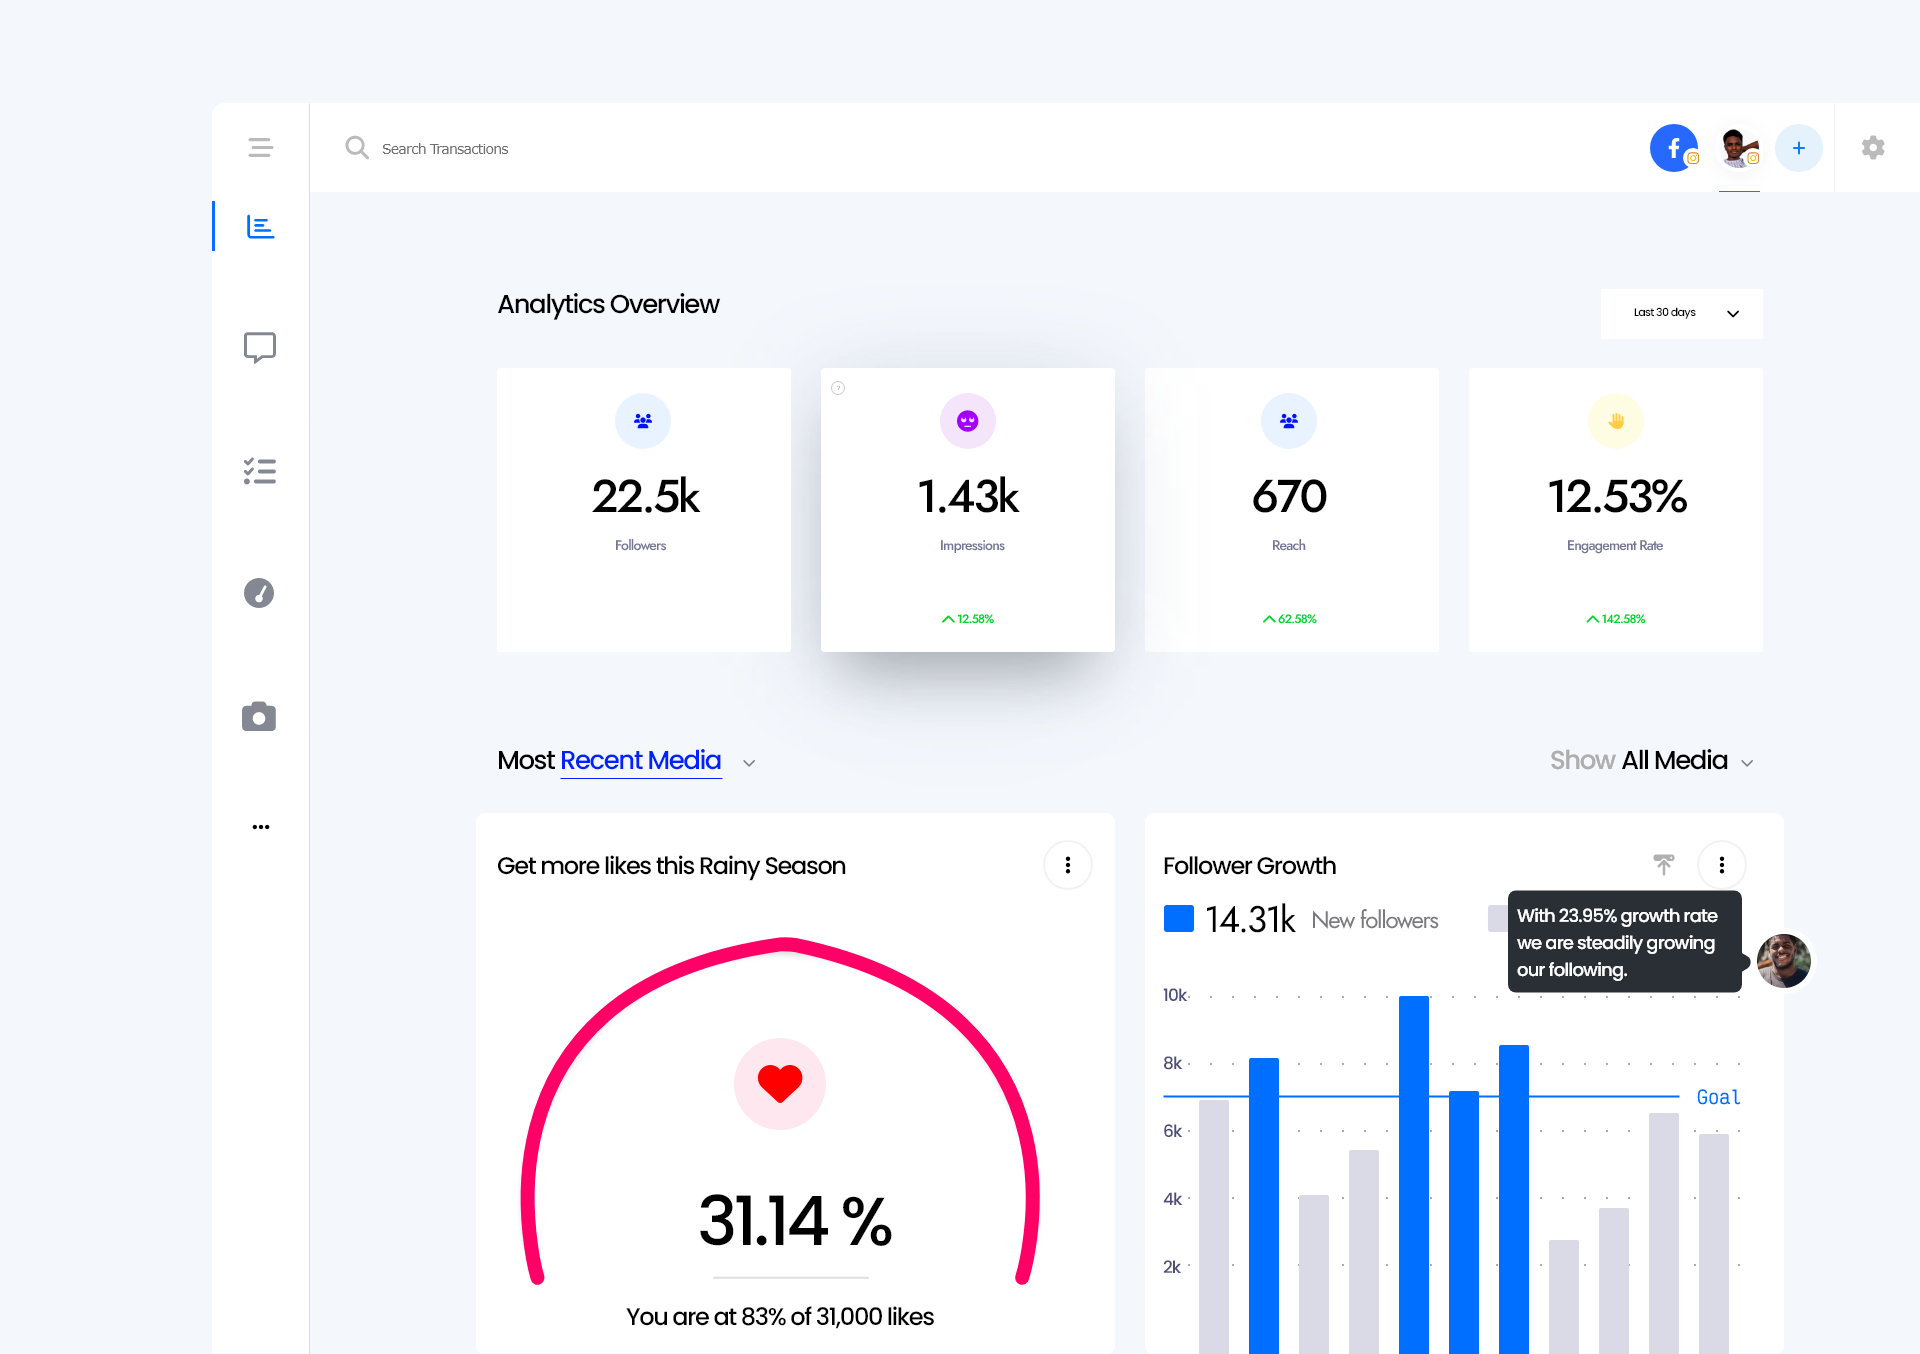 Search Transactions
Analytics Overview
Last 30 days
?
22.5k
Followers
1.43k
Impressions
12.58%
670
Reach
62.58%
12.53%
Engagement Rate
142.58%
Most Recent Media
Show All Media
Get more likes this Rainy Season
31.14 %
You are at 83% of 31,000 likes
Follower Growth
14.31k New followers
With 23.95% growth rate
we are steadily growing
our following.
10k
8k
Goal
6k
4k
2k